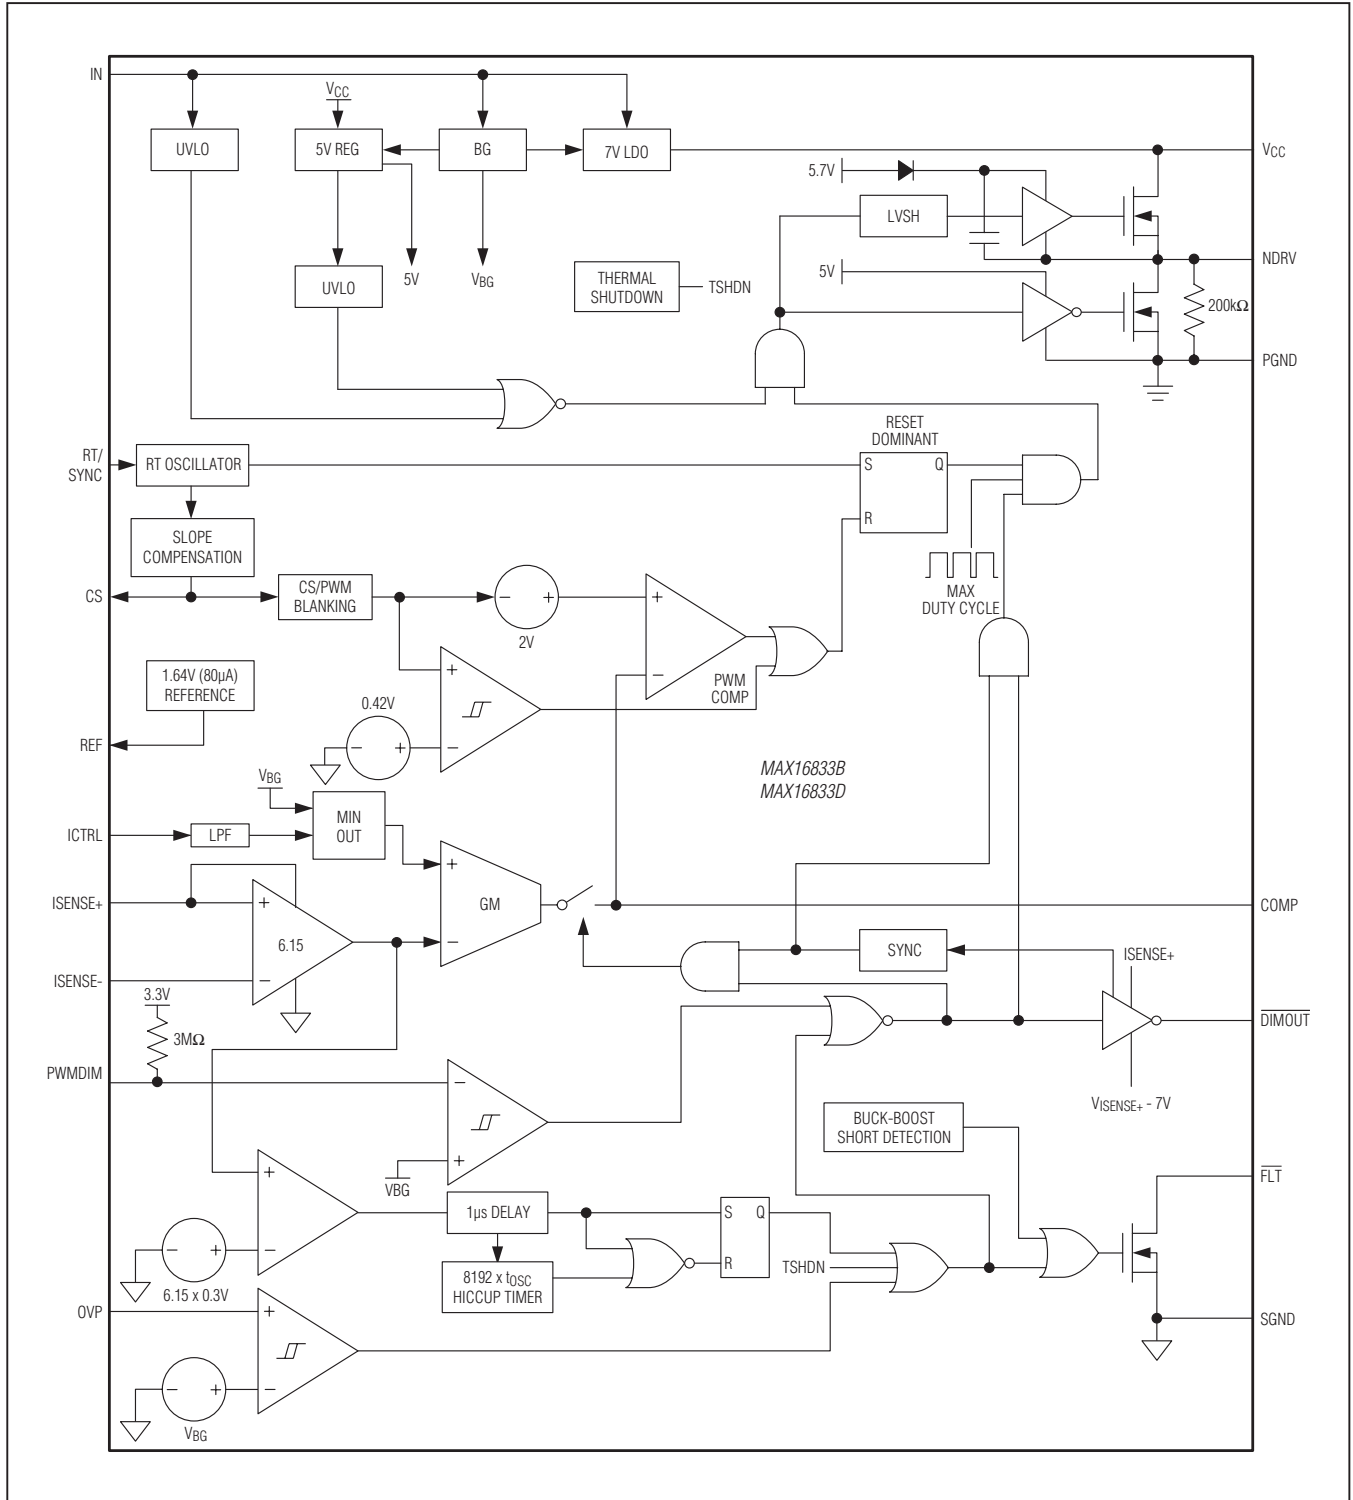 IN
VCC
UVLO
5V REG
BG
7V LDO
VCC
5.7V
LVSH
UVLO
5V
VBG
THERMAL
SHUTDOWN
TSHDN
5V
NDRV
200kΩ
PGND
RT/
SYNC
RT OSCILLATOR
RESET
DOMINANT
S
Q
R
SLOPE
COMPENSATION
CS
CS/PWM
BLANKING
−
+
2V
+
−
MAX
DUTY CYCLE
1.64V (80µA)
REFERENCE
0.42V
−
+
+
−
PWM
COMP
REF
MAX16833B
MAX16833D
VBG
ICTRL
LPF
MIN
OUT
+
−
GM
ISENSE+
+
6.15
−
ISENSE-
COMP
SYNC
ISENSE+
3.3V
3MΩ
DIMOUT
PWMDIM
−
+
VBG
VISENSE+ - 7V
BUCK-BOOST
SHORT DETECTION
FLT
+
−
1µs DELAY
S
Q
R
−
+
6.15 x 0.3V
8192 x tOSC
HICCUP TIMER
TSHDN
OVP
+
−
SGND
−
+
VBG